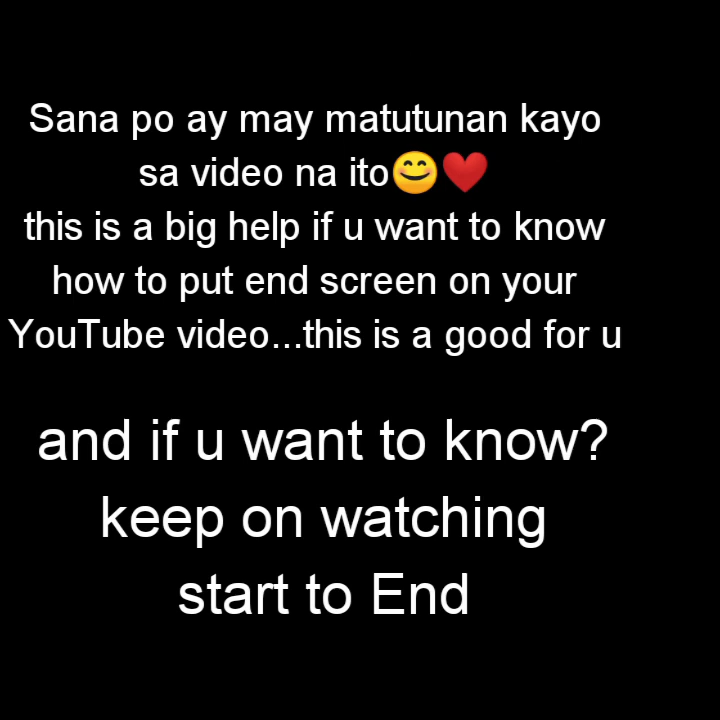 Sana po ay may matutunan kayo
sa video na ito😊❤️
this is a big help if u want to know
how to put end screen on your
YouTube video...this is a good for u
and if u want to know?
keep on watching
start to End